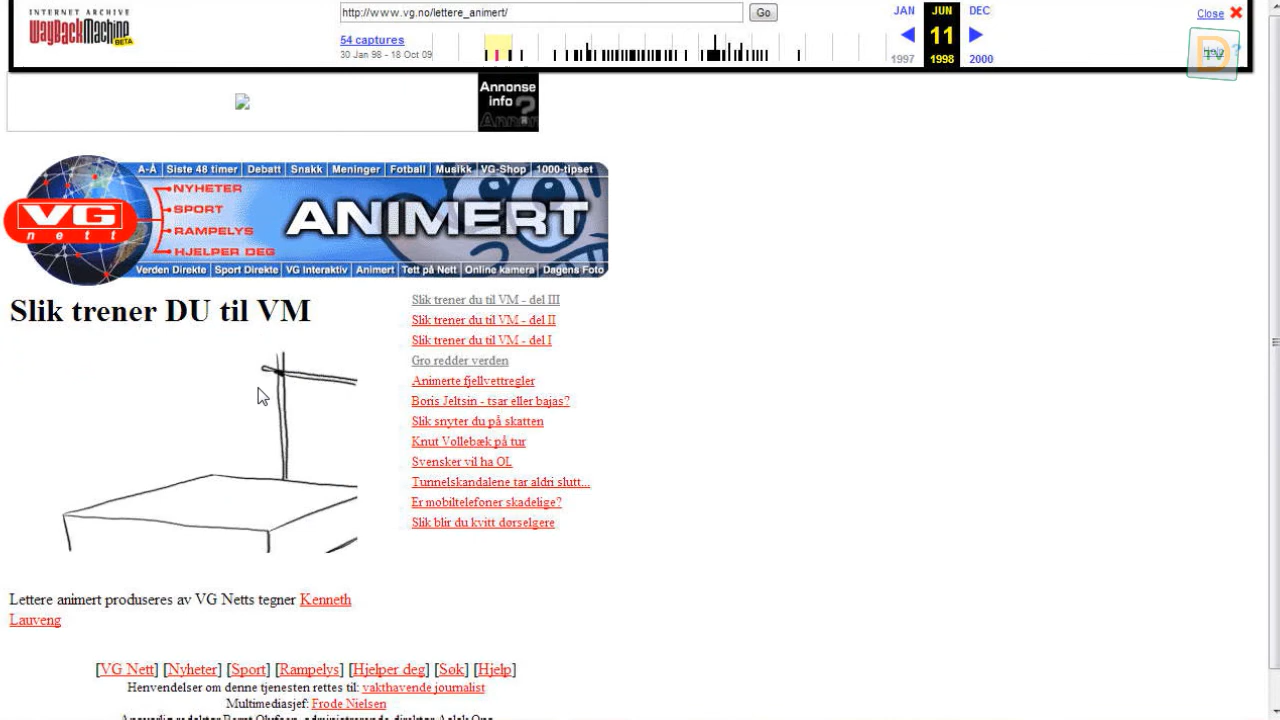 INTERNET ARCHIVE
WayBackMachine
BETA
http://www.vg.no/lettere_animert/
Go
54 captures
30 Jan 98 - 18 Oct 09
JAN JUN DEC
11
1997 1998 2000
Close
Help
D
TV
Annonse
info ?
VG
nett
A-Å Siste 48 timer Debatt Snakk Meninger Fotball Musikk VG-Shop 1000-tipset
NYHETER
SPORT
RAMPELYS
HJELPER DEG
ANIMERT
Verden Direkte Sport Direkte VG Interaktiv Animert Tett på Nett Online kamera Dagens Foto
Slik trener DU til VM
Slik trener du til VM - del III
Slik trener du til VM - del II
Slik trener du til VM - del I
Gro redder verden
Animerte fjellvettregler
Boris Jeltsin - tsar eller bajas?
Slik snyter du på skatten
Knut Vollebæk på tur
Svensker vil ha OL
Tunnelskandalene tar aldri slutt...
Er mobiltelefoner skadelige?
Slik blir du kvitt dørselgere
Lettere animert produseres av VG Netts tegner Kenneth
Lauveng
[VG Nett] [Nyheter] [Sport] [Rampelys] [Hjelper deg] [Søk] [Hjelp]
Henvendelser om denne tjenesten rettes til: vakthavende journalist
Multimediasjef: Frode Nielsen